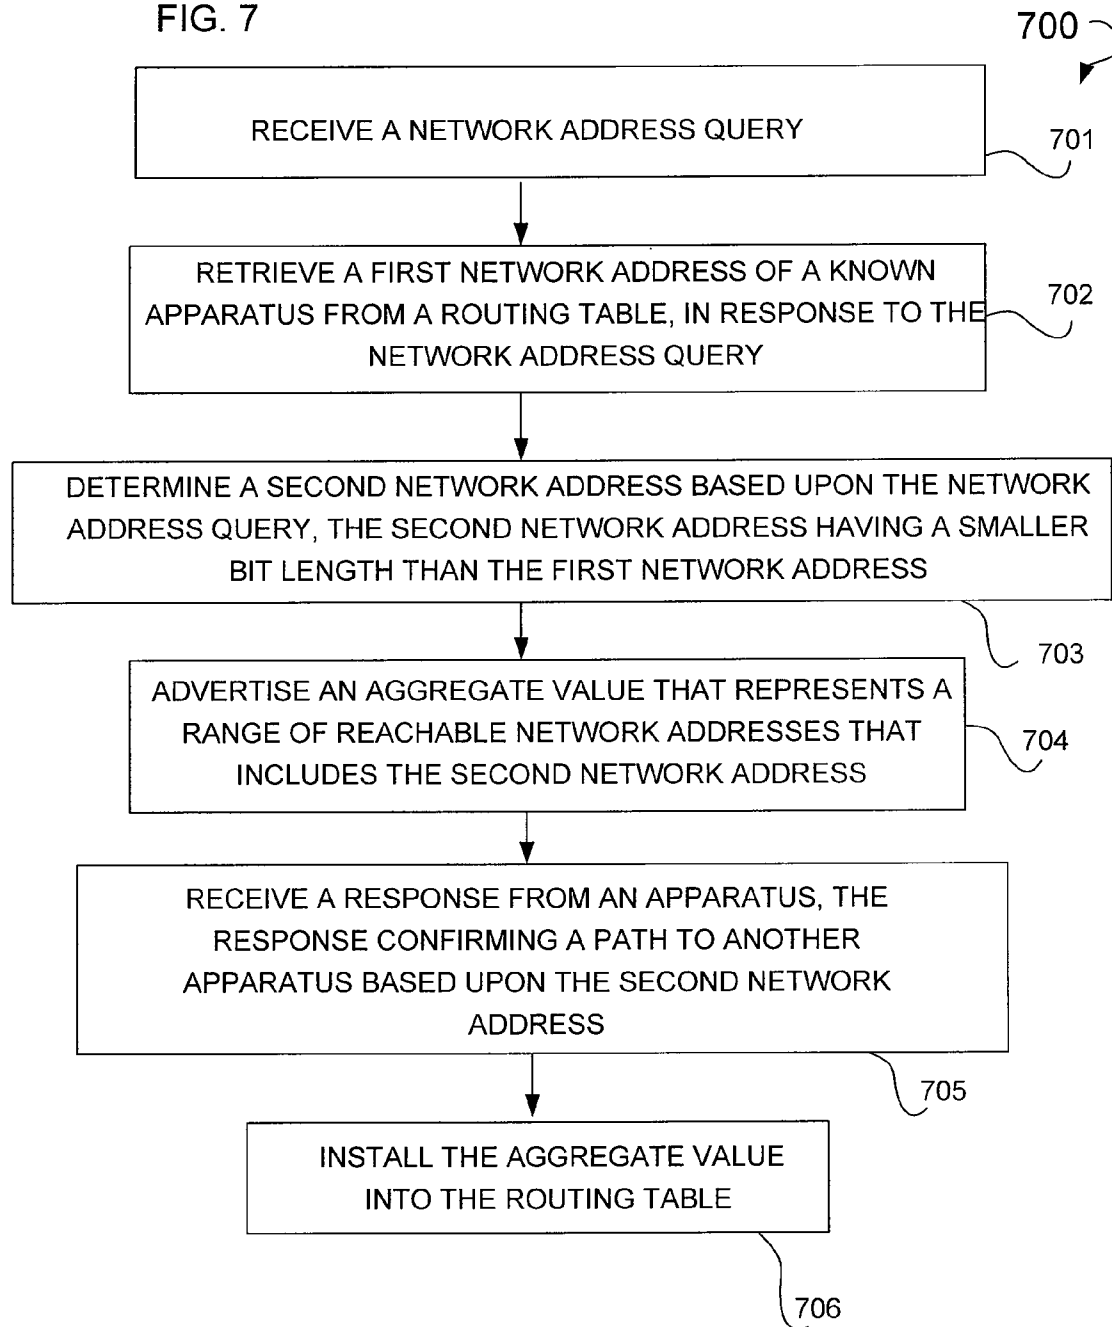 FIG. 7
700
RECEIVE A NETWORK ADDRESS QUERY
701
RETRIEVE A FIRST NETWORK ADDRESS OF A KNOWN
APPARATUS FROM A ROUTING TABLE, IN RESPONSE TO THE
NETWORK ADDRESS QUERY
702
DETERMINE A SECOND NETWORK ADDRESS BASED UPON THE NETWORK
ADDRESS QUERY, THE SECOND NETWORK ADDRESS HAVING A SMALLER
BIT LENGTH THAN THE FIRST NETWORK ADDRESS
703
ADVERTISE AN AGGREGATE VALUE THAT REPRESENTS A
RANGE OF REACHABLE NETWORK ADDRESSES THAT
INCLUDES THE SECOND NETWORK ADDRESS
704
RECEIVE A RESPONSE FROM AN APPARATUS, THE
RESPONSE CONFIRMING A PATH TO ANOTHER
APPARATUS BASED UPON THE SECOND NETWORK
ADDRESS
705
INSTALL THE AGGREGATE VALUE
INTO THE ROUTING TABLE
706